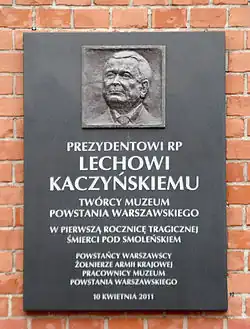 PREZYDENTOWI RP
LECHOWI
KACZYŃSKIEMU
TWÓRCY MUZEUM
POWSTANIA WARSZAWSKIEGO
W PIERWSZĄ ROCZNICĘ TRAGICZNEJ
ŚMIERCI POD SMOLEŃSKIEM
POWSTAŃCY WARSZAWSCY
ŻOŁNIERZE ARMII KRAJOWEJ
PRACOWNICY MUZEUM
POWSTANIA WARSZAWSKIEGO
10 KWIETNIA 2011